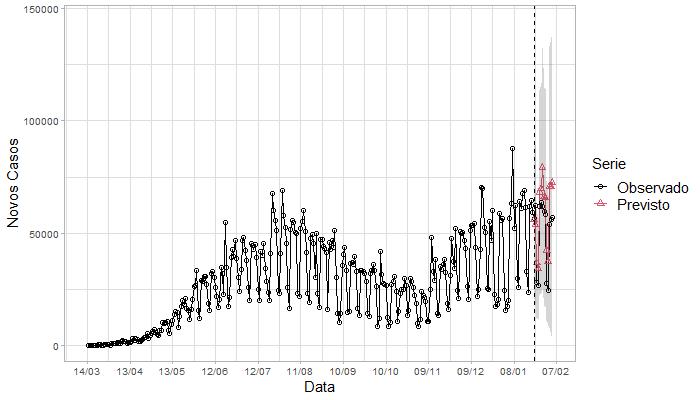 150000
100000
50000
0
Novos Casos
14/03 13/04 13/05 12/06 12/07 11/08 10/09 10/10 09/11 09/12 08/01 07/02
Data
Serie
Observado
Previsto